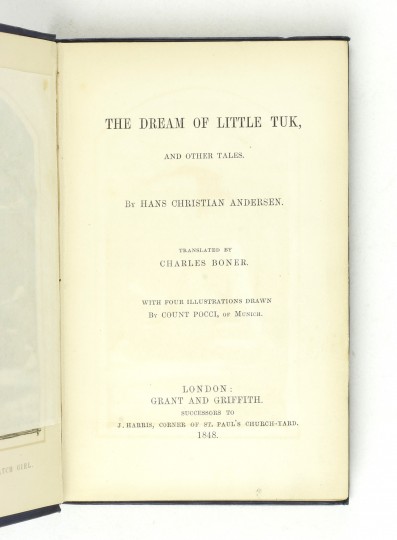 THE DREAM OF LITTLE TUK,
AND OTHER TALES.
BY HANS CHRISTIAN ANDERSEN.
TRANSLATED BY
CHARLES BONER.
WITH FOUR ILLUSTRATIONS DRAWN
BY COUNT POCCI, OF MUNICH.
LONDON:
GRANT AND GRIFFITH.
SUCCESSORS TO
J. HARRIS, CORNER OF ST. PAUL'S CHURCH-YARD.
1848.
GIRL.